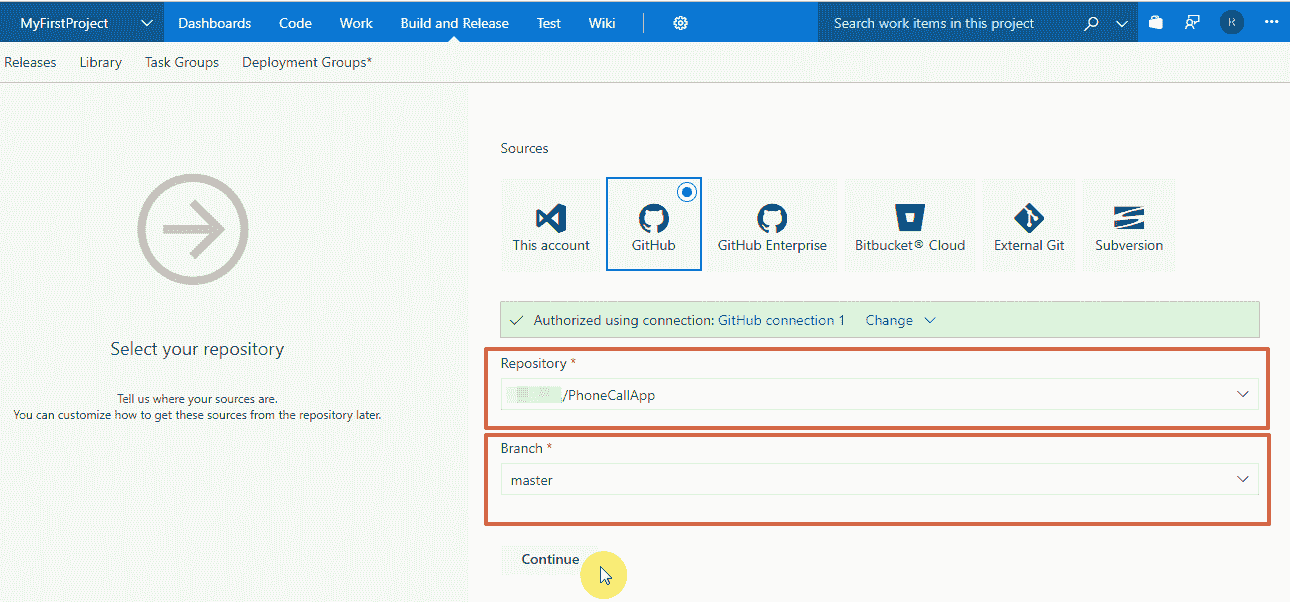 MyFirstProject Dashboards Code Work Build and Release Test Wiki Search work items in this project R
Releases Library Task Groups Deployment Groups*
Sources
This account GitHub GitHub Enterprise Bitbucket® Cloud External Git Subversion
Authorized using connection: GitHub connection 1 Change
Select your repository
Repository *
/PhoneCallApp
Tell us where your sources are.
You can customize how to get these sources from the repository later.
Branch *
master
Continue